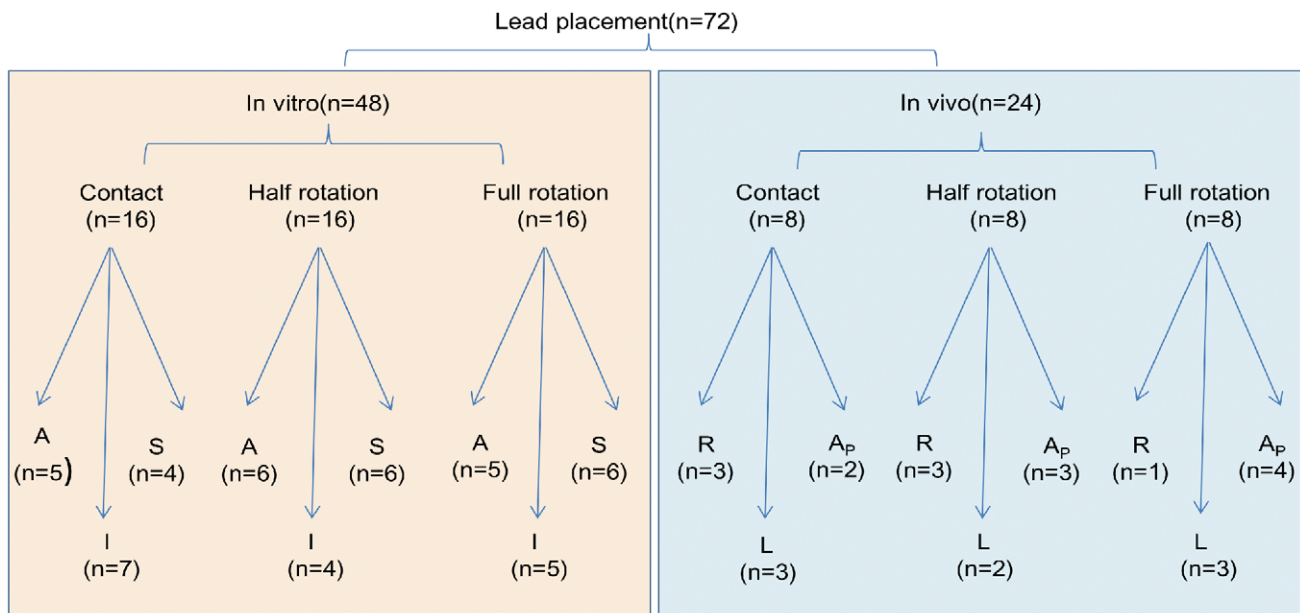 Lead placement(n=72)
In vitro(n=48)
In vivo(n=24)
Contact
(n=16)
Half rotation
(n=16)
Full rotation
(n=16)
Contact
(n=8)
Half rotation
(n=8)
Full rotation
(n=8)
A
(n=5)
S
(n=4)
I
(n=7)
A
(n=6)
S
(n=6)
I
(n=4)
A
(n=5)
S
(n=6)
I
(n=5)
R
(n=3)
AP
(n=2)
L
(n=3)
R
(n=3)
AP
(n=3)
L
(n=2)
R
(n=1)
AP
(n=4)
L
(n=3)